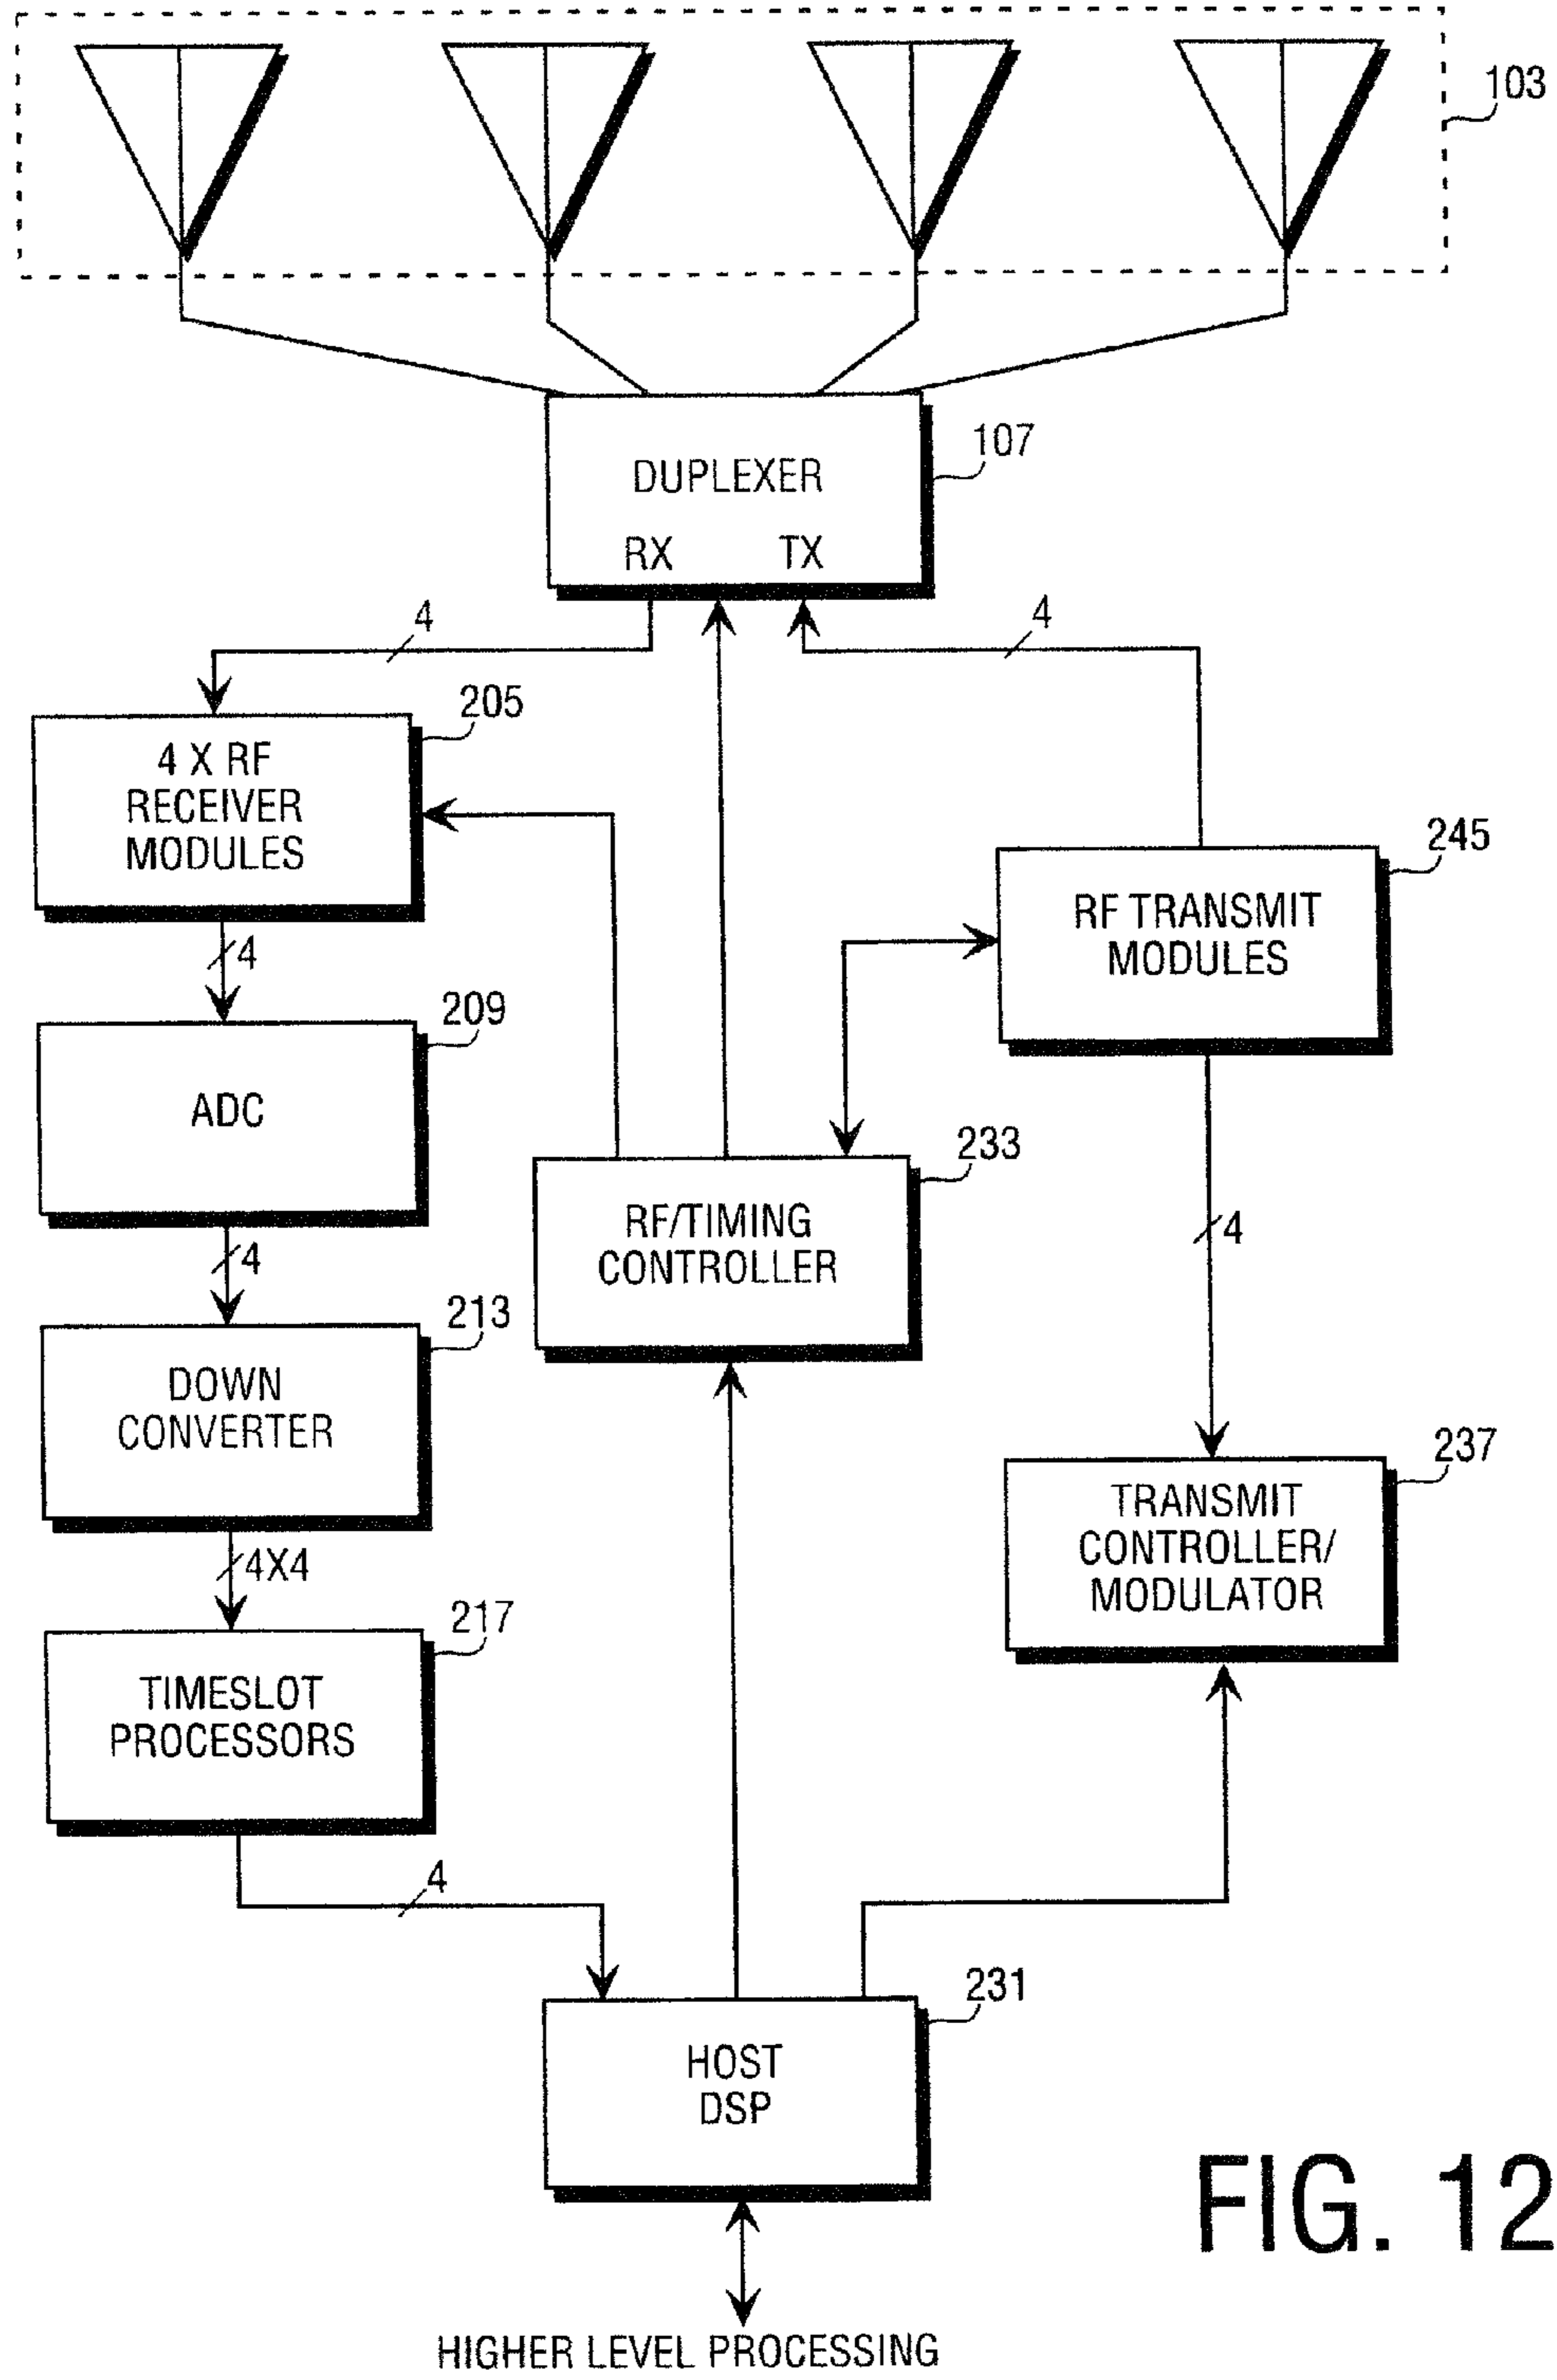 103
DUPLEXER
107
RX TX
4
4
205
4 X RF
RECEIVER
MODULES
245
RF TRANSMIT
MODULES
4
209
ADC
233
RF/TIMING
CONTROLLER
4
4
213
DOWN
CONVERTER
237
TRANSMIT
CONTROLLER/
MODULATOR
4X4
217
TIMESLOT
PROCESSORS
4
231
HOST
DSP
FIG. 12
HIGHER LEVEL PROCESSING